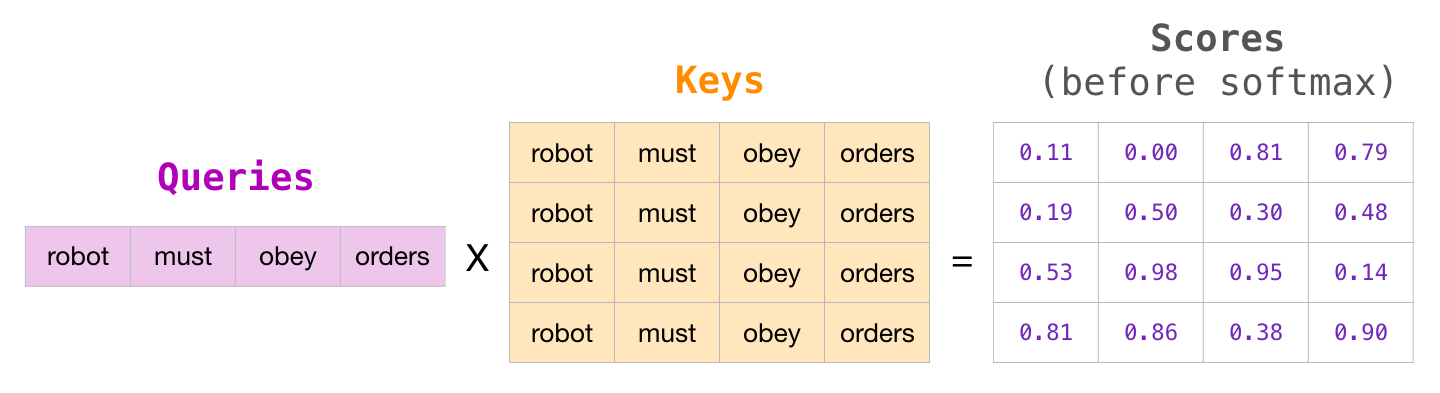 Scores
(before softmax)
Keys
Queries
robot must obey orders
X
robot must obey orders
robot must obey orders
robot must obey orders
robot must obey orders
=
0.11 0.00 0.81 0.79
0.19 0.50 0.30 0.48
0.53 0.98 0.95 0.14
0.81 0.86 0.38 0.90